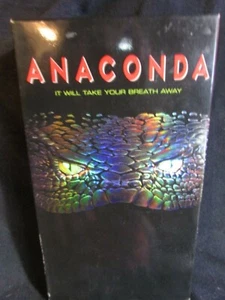 ANACONDA
IT WILL TAKE YOUR BREATH AWAY